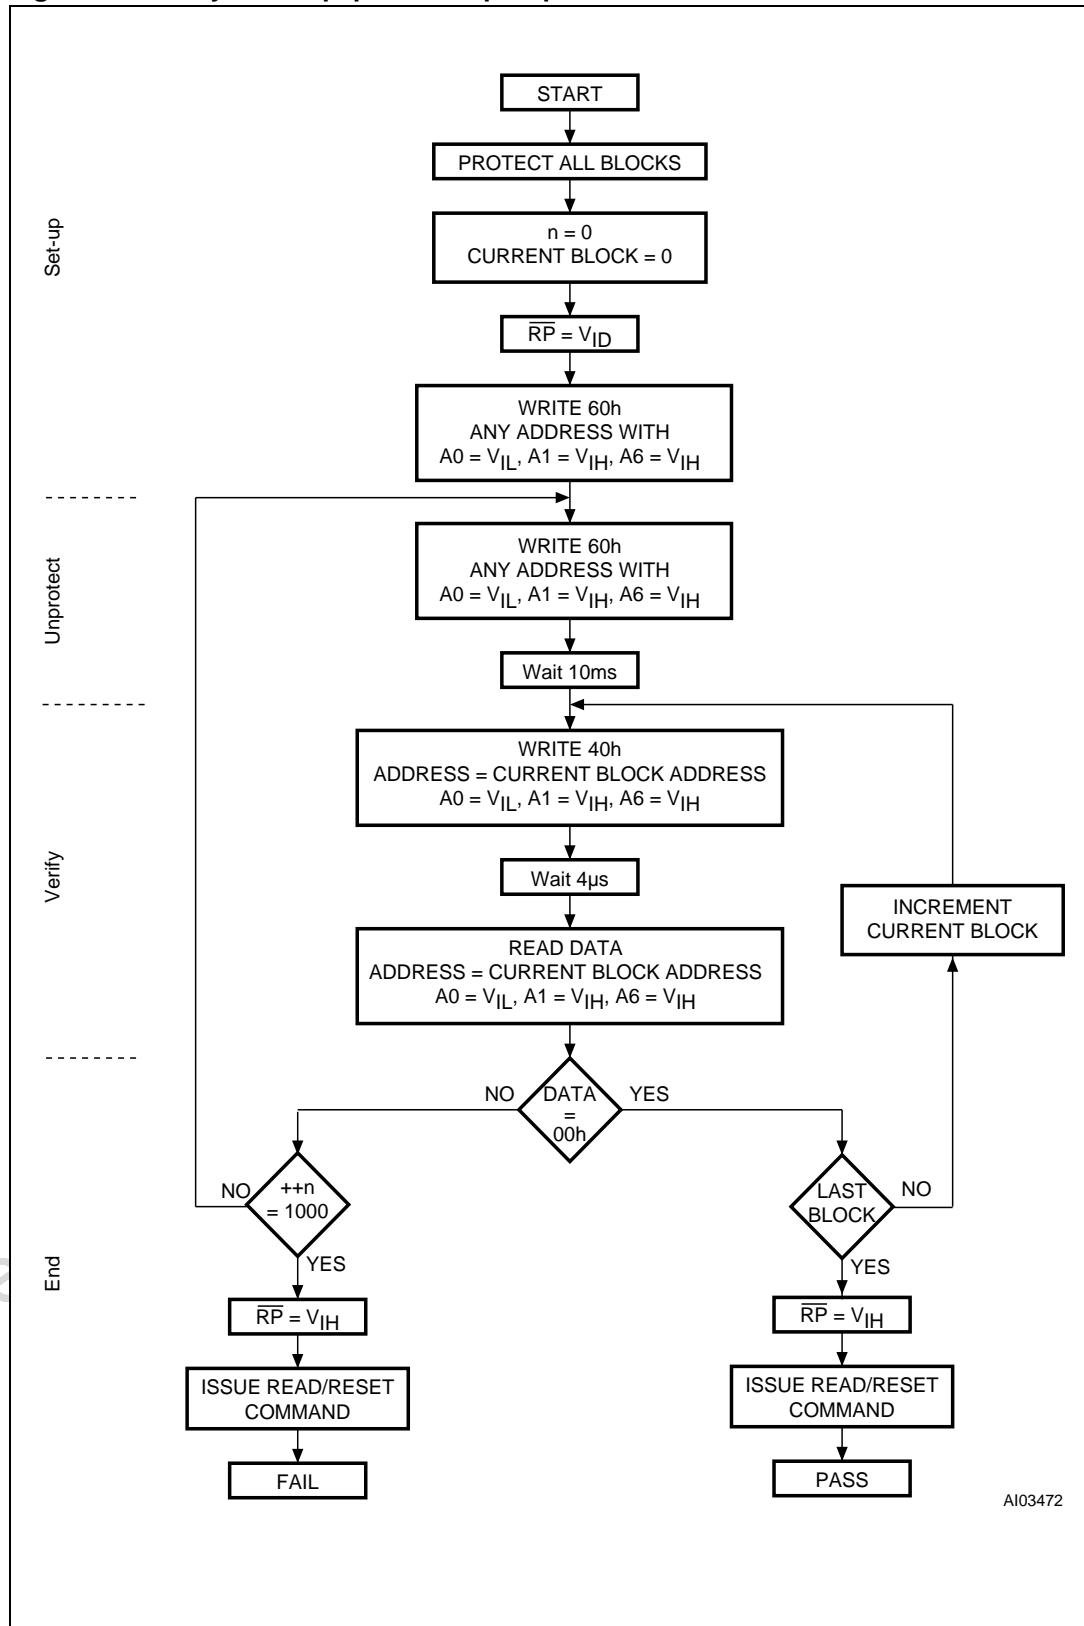 START
PROTECT ALL BLOCKS
Set-up
n = 0
CURRENT BLOCK = 0
RP = VID
WRITE 60h
ANY ADDRESS WITH
A0 = VIL, A1 = VIH, A6 = VIH
Unprotect
WRITE 60h
ANY ADDRESS WITH
A0 = VIL, A1 = VIH, A6 = VIH
Wait 10ms
Verify
WRITE 40h
ADDRESS = CURRENT BLOCK ADDRESS
A0 = VIL, A1 = VIH, A6 = VIH
Wait 4µs
INCREMENT
CURRENT BLOCK
READ DATA
ADDRESS = CURRENT BLOCK ADDRESS
A0 = VIL, A1 = VIH, A6 = VIH
NO
DATA
=
00h
YES
End
NO
++n
= 1000
YES
LAST
BLOCK
NO
YES
RP = VIH
RP = VIH
ISSUE READ/RESET
COMMAND
ISSUE READ/RESET
COMMAND
FAIL
PASS
AI03472